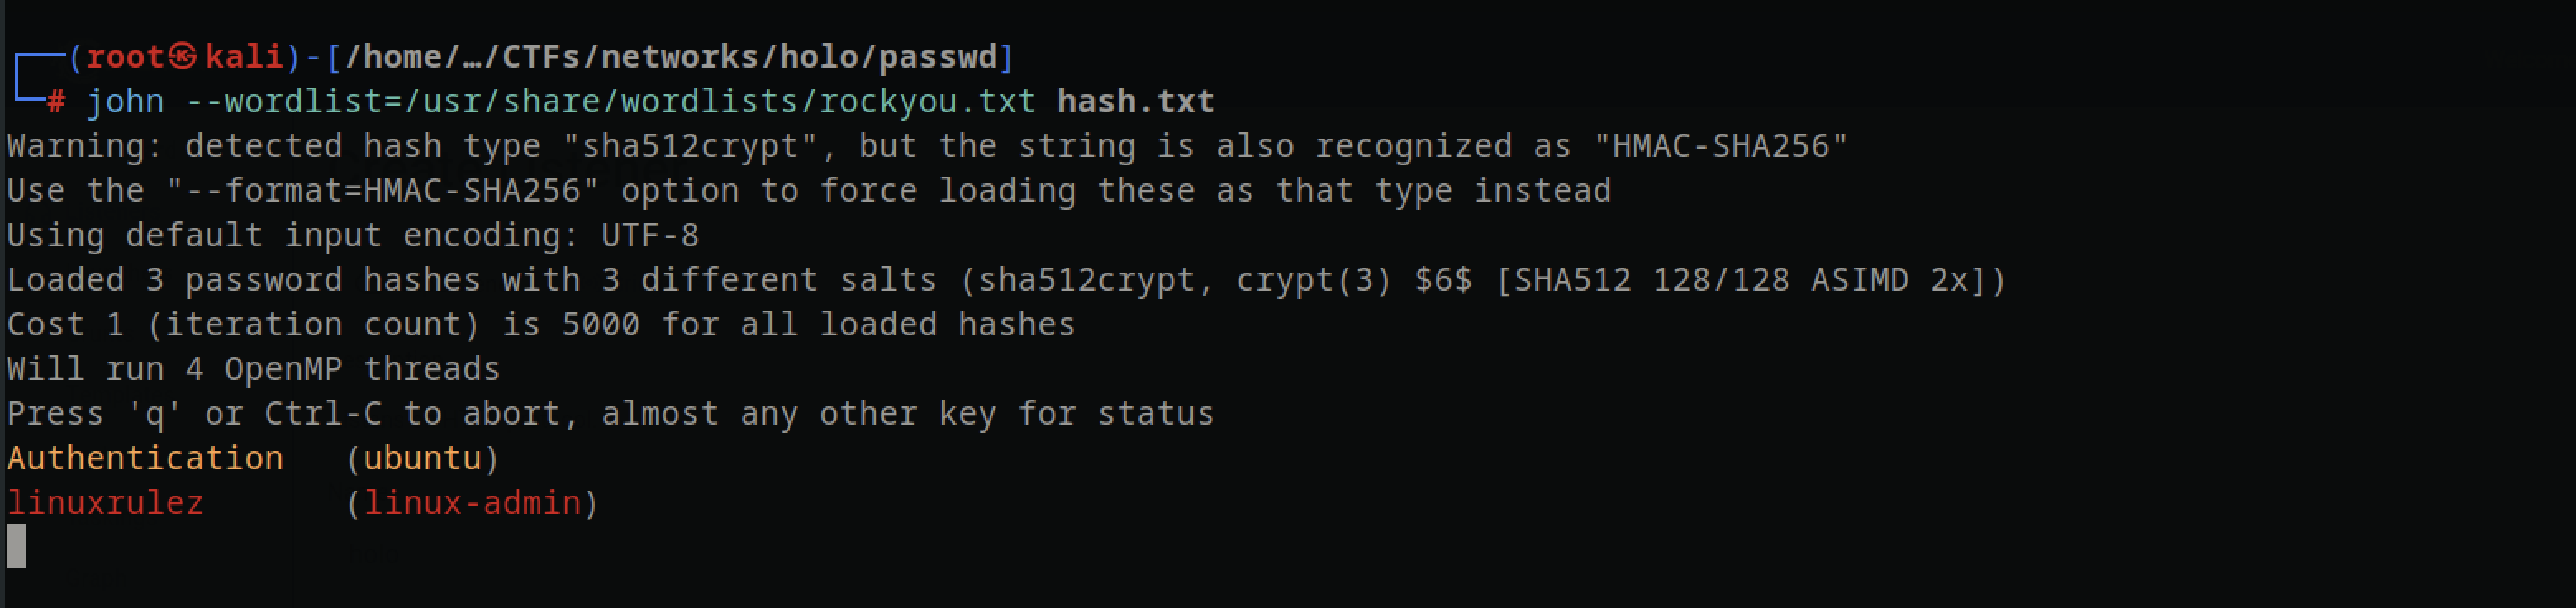 ┌──(root㉿kali)-[/home/…/CTFs/networks/holo/passwd]
└─# john --wordlist=/usr/share/wordlists/rockyou.txt hash.txt
Warning: detected hash type "sha512crypt", but the string is also recognized as "HMAC-SHA256"
Use the "--format=HMAC-SHA256" option to force loading these as that type instead
Using default input encoding: UTF-8
Loaded 3 password hashes with 3 different salts (sha512crypt, crypt(3) $6$ [SHA512 128/128 ASIMD 2x])
Cost 1 (iteration count) is 5000 for all loaded hashes
Will run 4 OpenMP threads
Press 'q' or Ctrl-C to abort, almost any other key for status
Authentication   (ubuntu)
linuxrulez       (linux-admin)